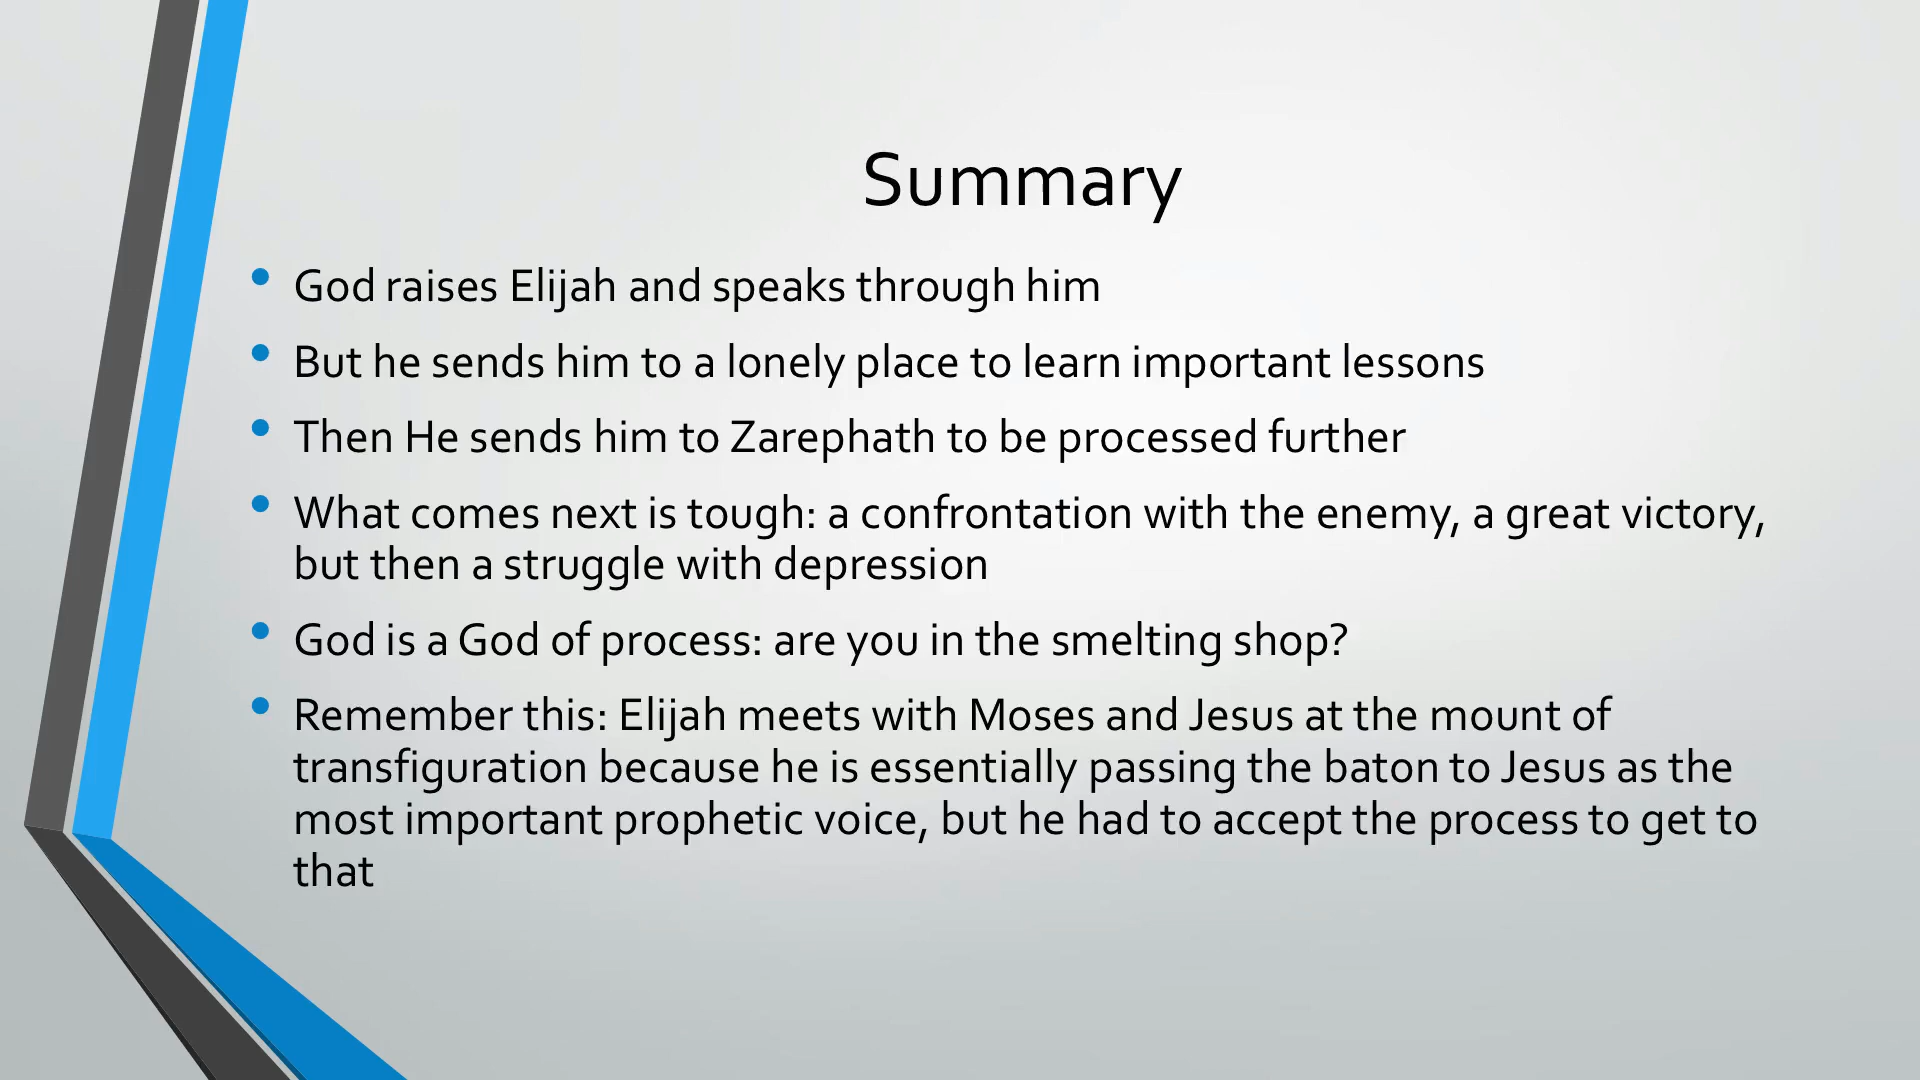 Summary
• God raises Elijah and speaks through him
• But he sends him to a lonely place to learn important lessons
• Then He sends him to Zarephath to be processed further
• What comes next is tough: a confrontation with the enemy, a great victory,
but then a struggle with depression
• God is a God of process: are you in the smelting shop?
• Remember this: Elijah meets with Moses and Jesus at the mount of
transfiguration because he is essentially passing the baton to Jesus as the
most important prophetic voice, but he had to accept the process to get to
that